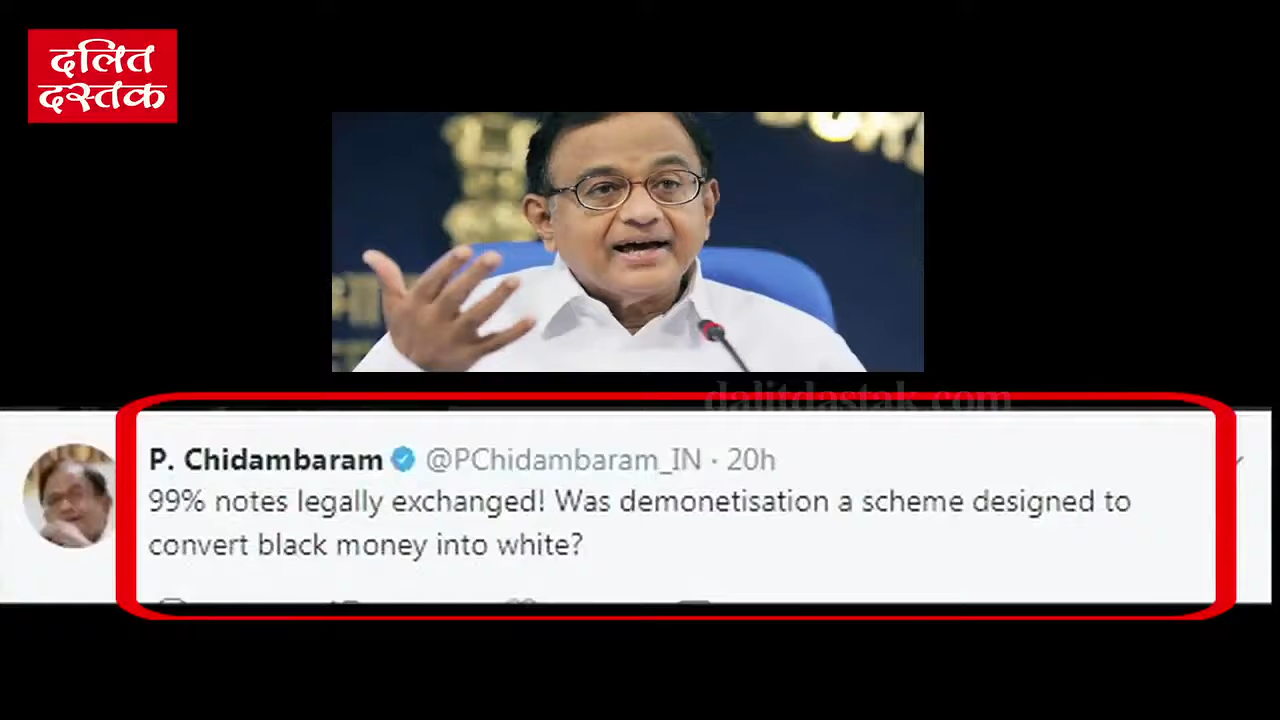 दलित
दस्तक
dalitdastak.com
P. Chidambaram @PChidambaram_IN · 20h
99% notes legally exchanged! Was demonetisation a scheme designed to
convert black money into white?